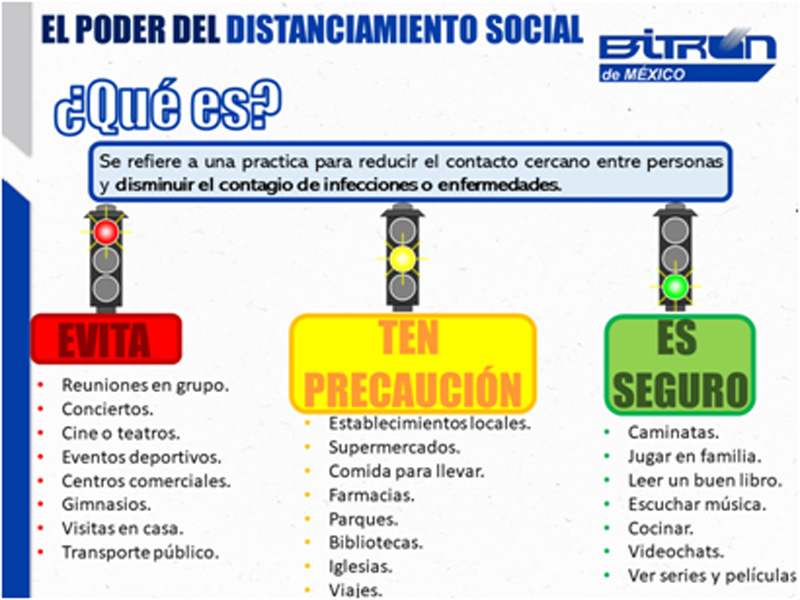 EL PODER DEL DISTANCIAMIENTO SOCIAL
BITRON
de MÉXICO
¿Qué es?
Se refiere a una practica para reducir el contacto cercano entre personas
y disminuir el contagio de infecciones o enfermedades.
EVITA
• Reuniones en grupo.
• Conciertos.
• Cine o teatros.
• Eventos deportivos.
• Centros comerciales.
• Gimnasios.
• Visitas en casa.
• Transporte público.
TEN
PRECAUCIÓN
• Establecimientos locales.
• Supermercados.
• Comida para llevar.
• Farmacias.
• Parques.
• Bibliotecas.
• Iglesias.
• Viajes.
ES
SEGURO
• Caminatas.
• Jugar en familia.
• Leer un buen libro.
• Escuchar música.
• Cocinar.
• Videochats.
• Ver series y películas